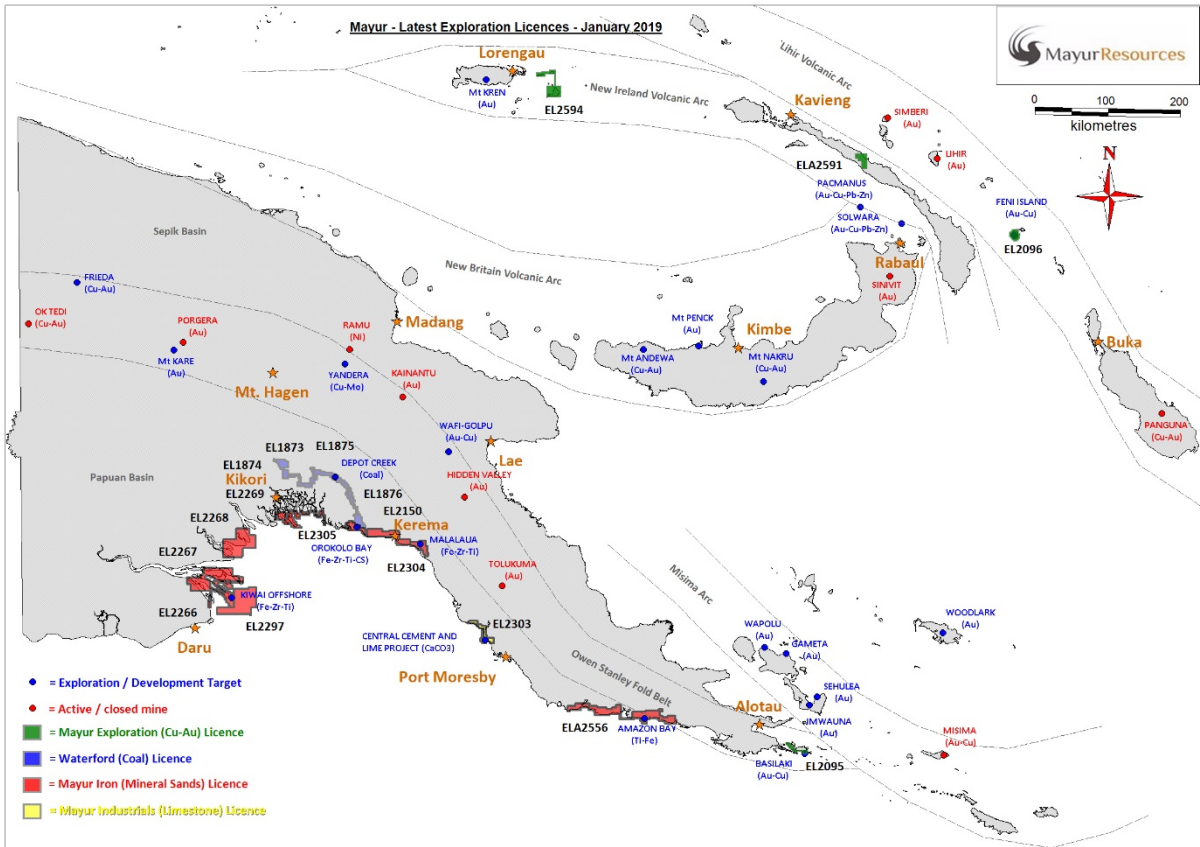 Mayur - Latest Exploration Licences - January 2019
MayurResources
0 100 200
kilometres
N
Lorengau
Mt KREN
(Au)
EL2594
New Ireland Volcanic Arc
Lihir Volcanic Arc
Kavieng
SIMBERI
(Au)
LIHIR
(Au)
ELA2591
PACMANUS
(Au-Cu-Pb-Zn)
SOLWARA
(Au-Cu-Pb-Zn)
FENI ISLAND
(Au-Cu)
EL2096
Rabaul
SINIVIT
(Au)
Sepik Basin
New Britain Volcanic Arc
FRIEDA
(Cu-Au)
OK TEDI
(Cu-Au)
PORGERA
(Au)
Mt KARE
(Au)
Mt. Hagen
RAMU
(Ni)
YANDERA
(Cu-Mo)
Madang
KAINANTU
(Au)
Mt PENCK
(Au)
Kimbe
Mt ANDEWA
(Cu-Au)
Mt NAKRU
(Cu-Au)
Buka
PANGUNA
(Cu-Au)
WAFI-GOLPU
(Au-Cu)
Lae
HIDDEN VALLEY
(Au)
EL1873
EL1875
EL1874
DEPOT CREEK
(Coal)
Kikori
EL2269
EL1876
EL2150
Papuan Basin
EL2268
EL2305
Kerema
OROKOLO BAY
(Fe-Zr-Ti-CS)
MALALAUA
(Fe-Zr-Ti)
EL2304
EL2267
KIWAI OFFSHORE
(Fe-Zr-Ti)
EL2266
EL2297
Daru
TOLUKUMA
(Au)
EL2303
CENTRAL CEMENT AND
LIME PROJECT (CaCO3)
Port Moresby
Owen Stanley Fold Belt
Misima Arc
WOODLARK
(Au)
WAPOLU
(Au)
GAMETA
(Au)
SEHULEA
(Au)
IMWAUNA
(Au)
Alotau
ELA2556
AMAZON BAY
(Ti-Fe)
BASILAKI
(Au-Cu)
EL2095
MISIMA
(Au-Cu)
= Exploration / Development Target
= Active / closed mine
= Mayur Exploration (Cu-Au) Licence
= Waterford (Coal) Licence
= Mayur Iron (Mineral Sands) Licence
= Mayur Industrials (Limestone) Licence